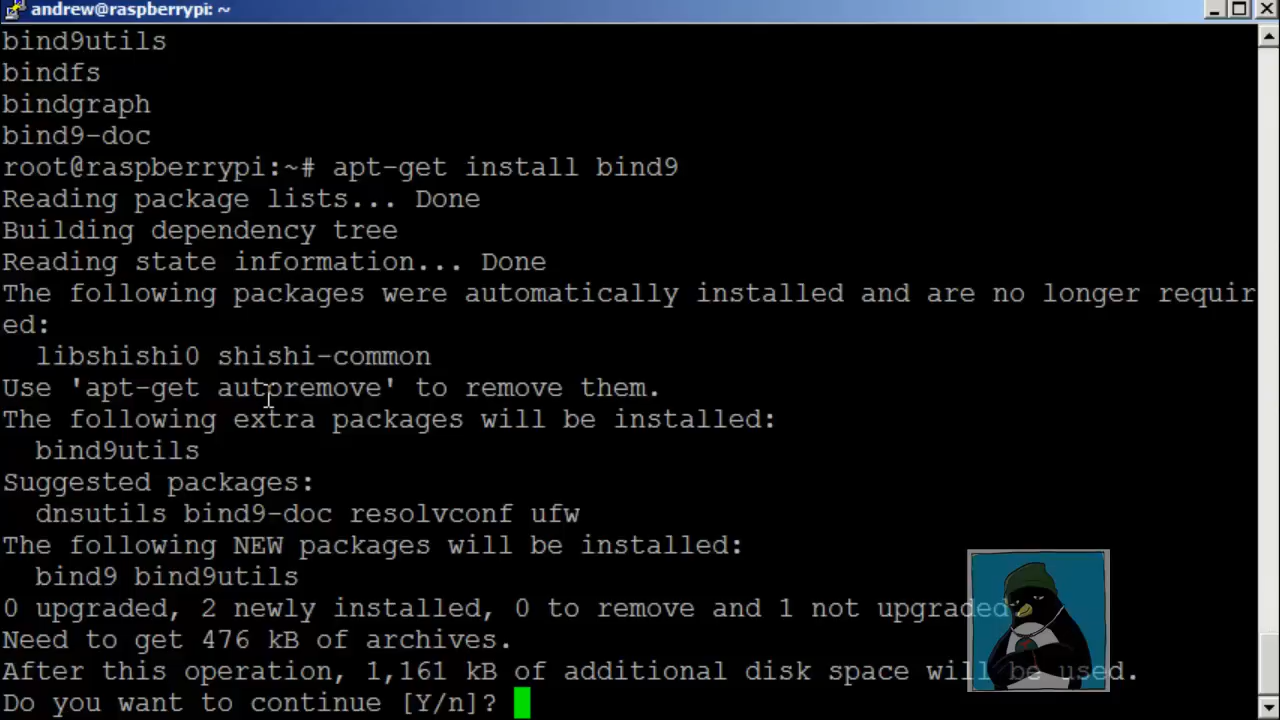 andrew@raspberrypi: ~
bind9utils
bindfs
bindgraph
bind9-doc
root@raspberrypi:~# apt-get install bind9
Reading package lists... Done
Building dependency tree
Reading state information... Done
The following packages were automatically installed and are no longer requir
ed:
  libshishi0 shishi-common
Use 'apt-get autoremove' to remove them.
The following extra packages will be installed:
  bind9utils
Suggested packages:
  dnsutils bind9-doc resolvconf ufw
The following NEW packages will be installed:
  bind9 bind9utils
0 upgraded, 2 newly installed, 0 to remove and 1 not upgraded.
Need to get 476 kB of archives.
After this operation, 1,161 kB of additional disk space will be used.
Do you want to continue [Y/n]?